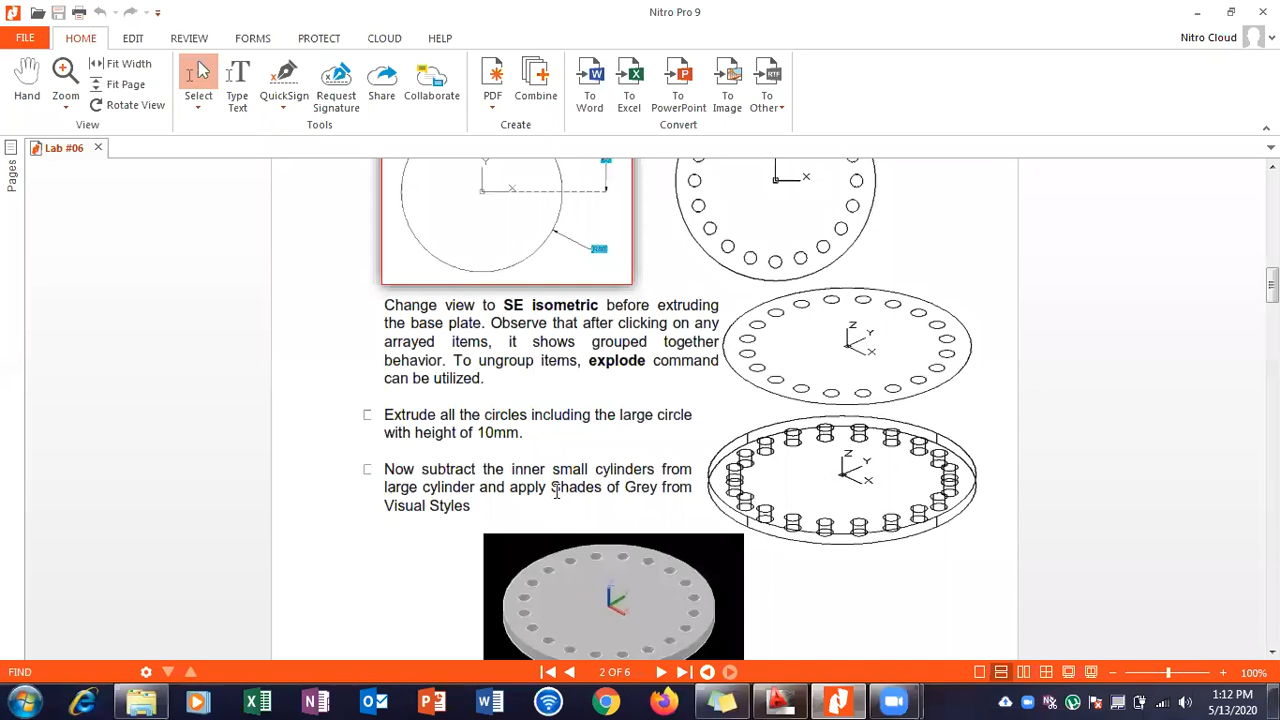 Nitro Pro 9
FILE
HOME
EDIT
REVIEW
FORMS
PROTECT
CLOUD
HELP
Nitro Cloud
Hand
Zoom
Fit Width
Fit Page
Rotate View
View
Select
Type Text
QuickSign
Request Signature
Share
Collaborate
Tools
PDF
Combine
Create
To Word
To Excel
To PowerPoint
To Image
To Other
Convert
Lab #06
Pages
Y
X
X
Change view to SE isometric before extruding
the base plate. Observe that after clicking on any
arrayed items, it shows grouped together
behavior. To ungroup items, explode command
can be utilized.
Z
Y
X
Extrude all the circles including the large circle
with height of 10mm.
Now subtract the inner small cylinders from
large cylinder and apply Shades of Grey from
Visual Styles
Z
Y
X
FIND
2 OF 6
100%
1:12 PM
5/13/2020